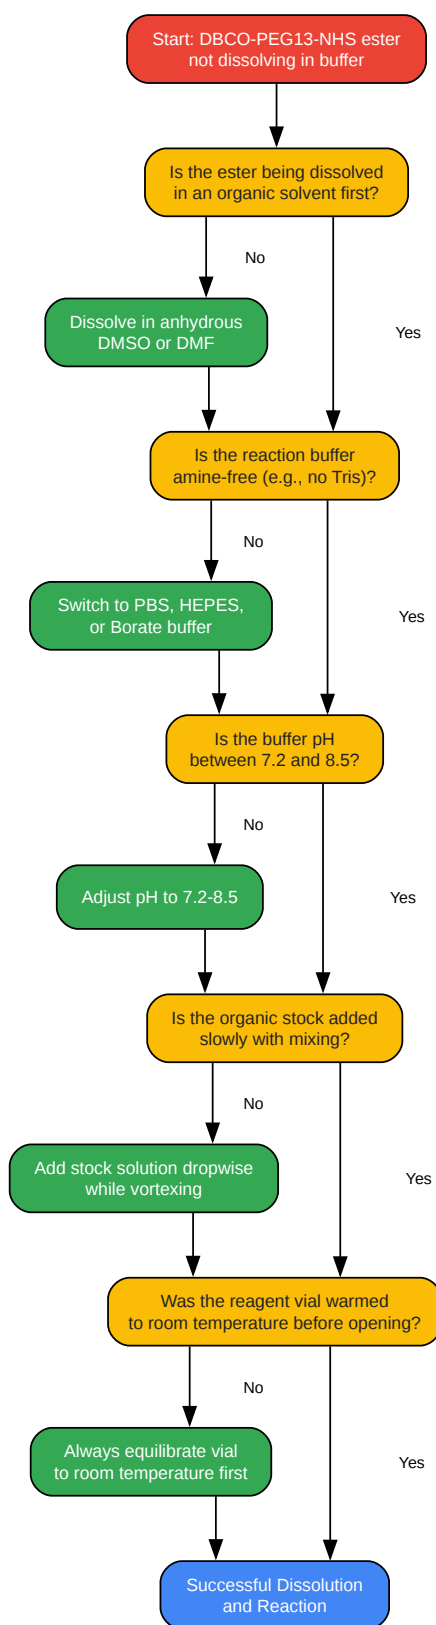 Start: DBCO-PEG13-NHS ester
not dissolving in buffer
Is the ester being dissolved
in an organic solvent first?
No
Dissolve in anhydrous
DMSO or DMF
Yes
Is the reaction buffer
amine-free (e.g., no Tris)?
No
Switch to PBS, HEPES,
or Borate buffer
Yes
Is the buffer pH
between 7.2 and 8.5?
No
Adjust pH to 7.2-8.5
Yes
Is the organic stock added
slowly with mixing?
No
Add stock solution dropwise
while vortexing
Yes
Was the reagent vial warmed
to room temperature before opening?
No
Always equilibrate vial
to room temperature first
Yes
Successful Dissolution
and Reaction